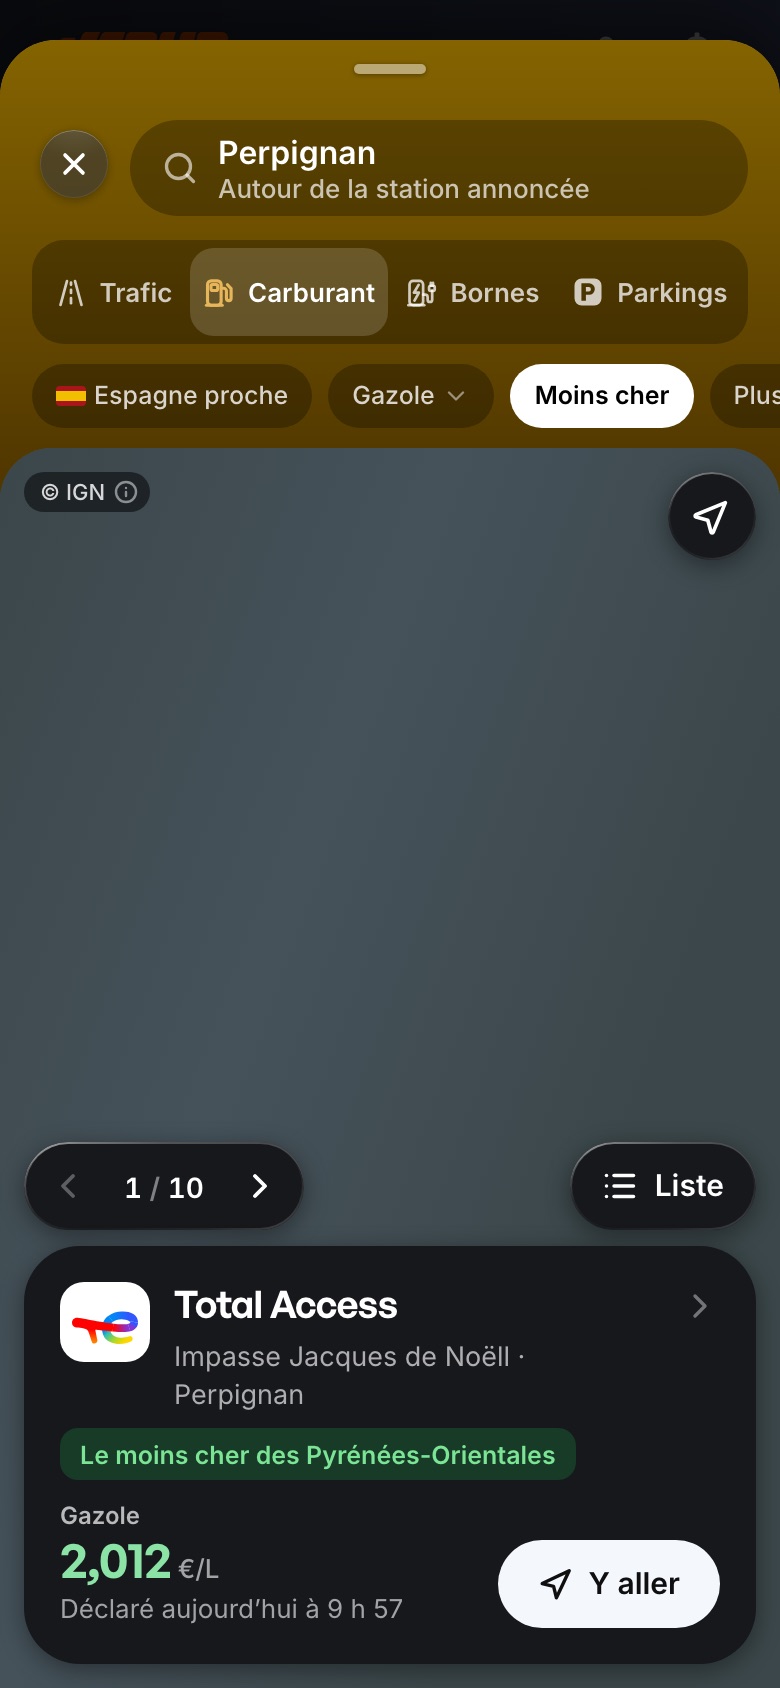 Perpignan
Autour de la station annoncée
Trafic
Carburant
Bornes
Parkings
Espagne proche
Gazole
Moins cher
Plus
© IGN
1 / 10
Liste
Total Access
Impasse Jacques de Noëll ·
Perpignan
Le moins cher des Pyrénées-Orientales
Gazole
2,012 €/L
Déclaré aujourd’hui à 9 h 57
Y aller